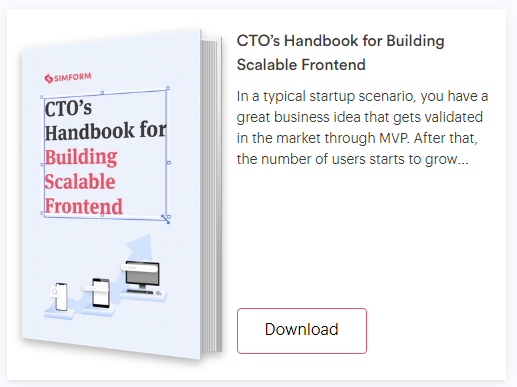 SIMFORM
CTO's
Handbook for
Building
Scalable
Frontend
CTO's Handbook for Building
Scalable Frontend
In a typical startup scenario, you have a
great business idea that gets validated
in the market through MVP. After that,
the number of users starts to grow...
Download